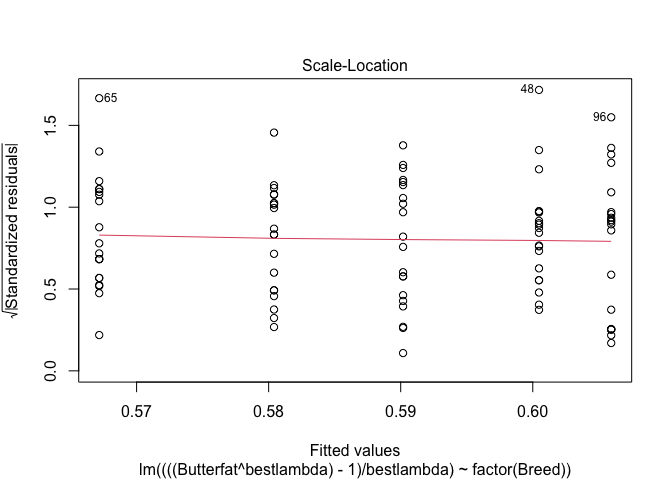 Scale-Location
√|Standardized residuals|
0.0 0.5 1.0 1.5
65
48
96
0.57 0.58 0.59 0.60
Fitted values
lm((((Butterfat^bestlambda) - 1)/bestlambda) ~ factor(Breed))